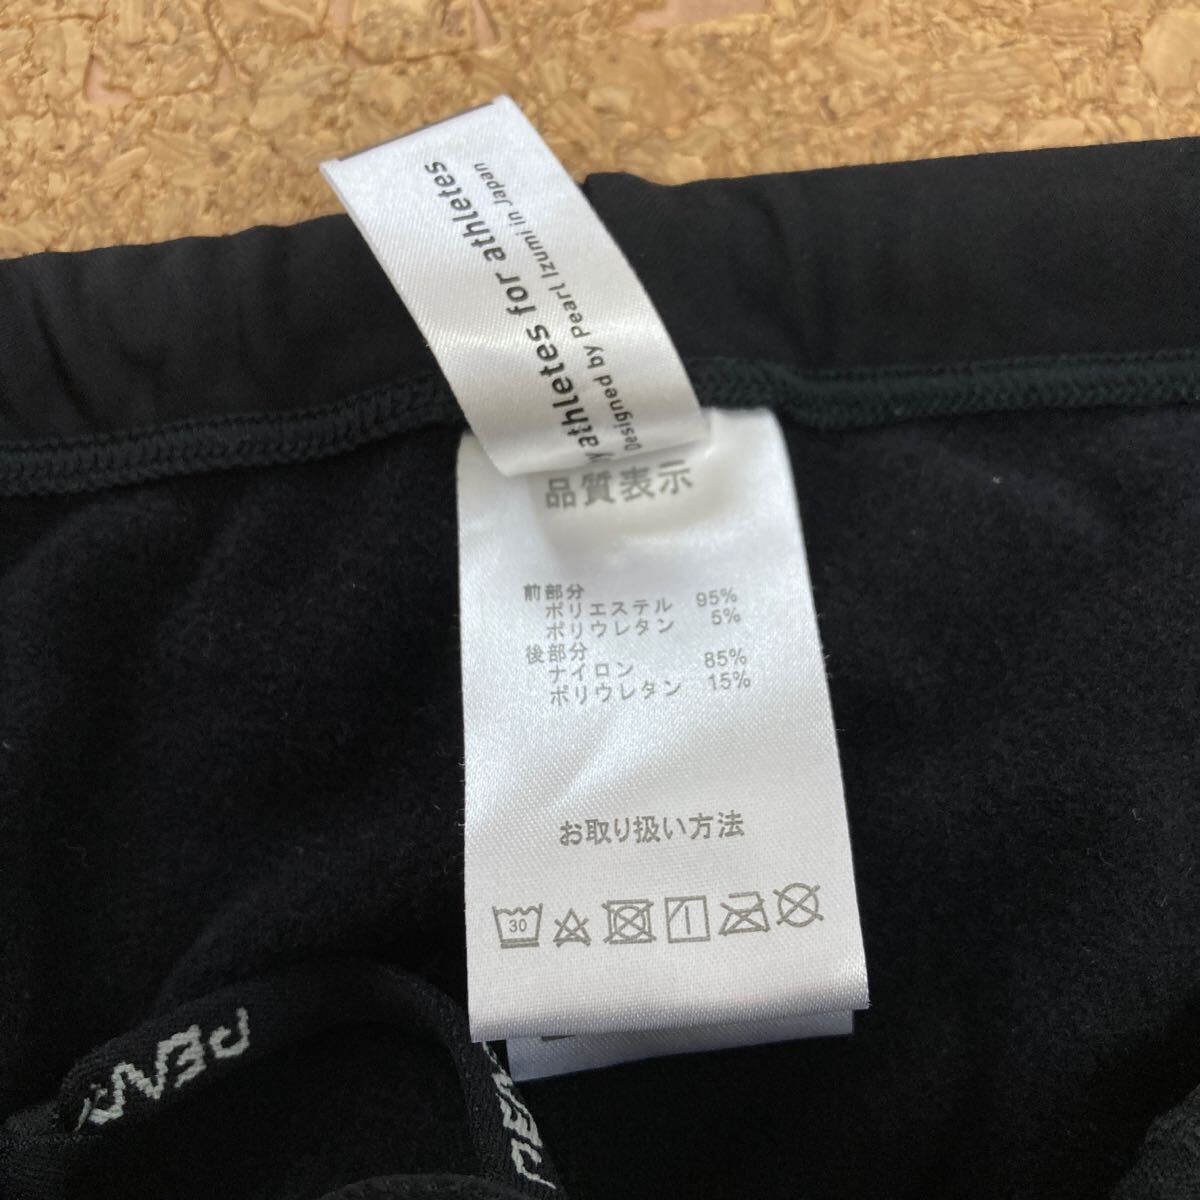 athletes for athletes
Designed by Pearl Izumi in Japan
品質表示
前部分
ポリエステル 95%
ポリウレタン 5%
後部分
ナイロン 85%
ポリウレタン 15%
お取り扱い方法
30